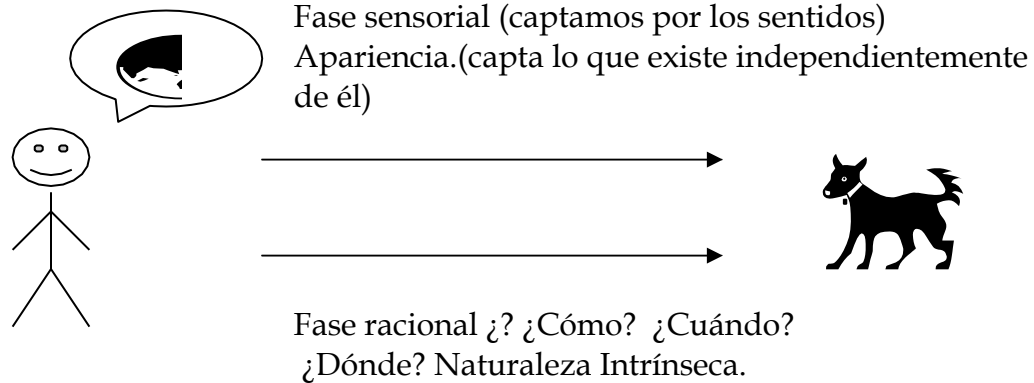 Fase sensorial (captamos por los sentidos)
Apariencia.(capta lo que existe independientemente
de él)
Fase racional ¿? ¿Cómo? ¿Cuándo?
¿Dónde? Naturaleza Intrínseca.